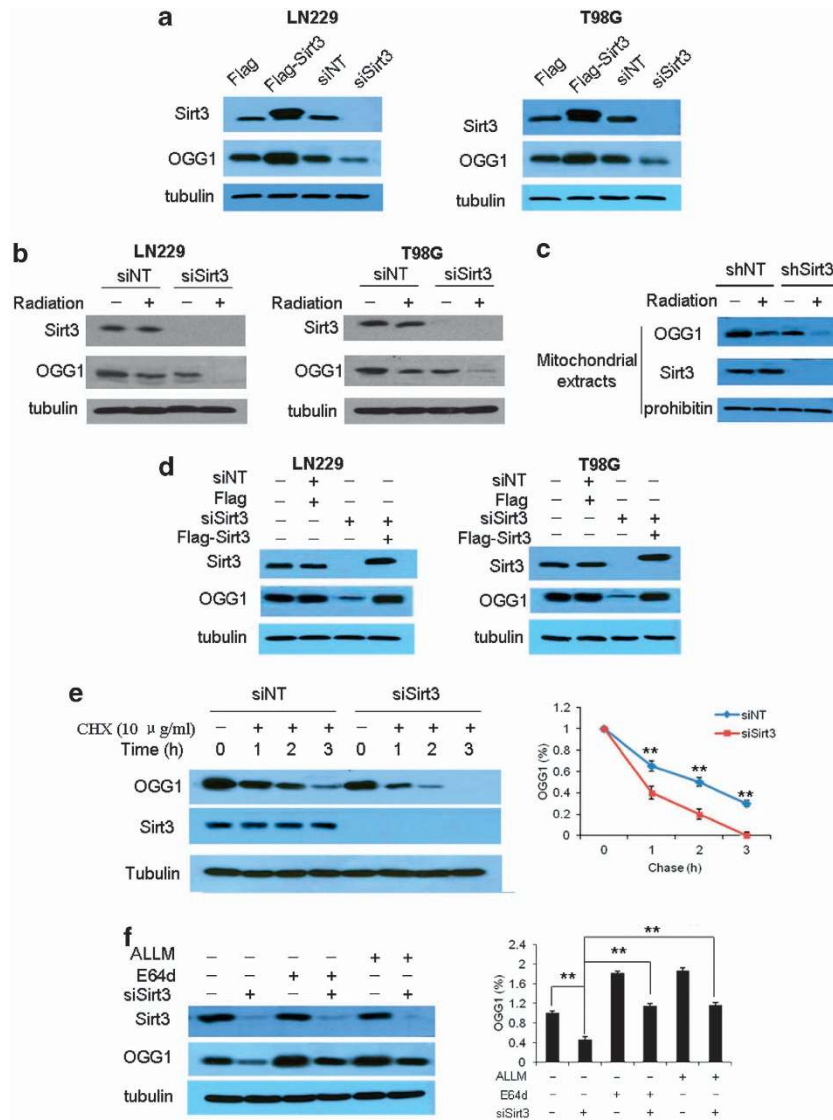 a
LN229
T98G
Flag Flag-Sirt3 siNT siSirt3
Flag Flag-Sirt3 siNT siSirt3
Sirt3
OGG1
tubulin
Sirt3
OGG1
tubulin
b
LN229
siNT siSirt3
Radiation – + – +
Sirt3
OGG1
tubulin
T98G
siNT siSirt3
Radiation – + – +
Sirt3
OGG1
tubulin
c
shNT shSirt3
Radiation – + – +
Mitochondrial extracts
OGG1
Sirt3
prohibitin
d
LN229
siNT – + – –
Flag – + – –
siSirt3 – – + +
Flag-Sirt3 – – – +
Sirt3
OGG1
tubulin
T98G
siNT – + – –
Flag – + – –
siSirt3 – – + +
Flag-Sirt3 – – – +
Sirt3
OGG1
tubulin
e
siNT siSirt3
CHX (10 μg/ml) – + + + – + + +
Time (h) 0 1 2 3 0 1 2 3
OGG1
Sirt3
Tubulin
OGG1 (%)
1.2
1
0.8
0.6
0.4
0.2
0
** ** **
siNT
siSirt3
0 1 2 3
Chase (h)
f
ALLM – – – – + +
E64d – – + + – –
siSirt3 – + – + – +
Sirt3
OGG1
tubulin
OGG1 (%)
2.4
2
1.6
1.2
0.8
0.4
0
** ** **
ALLM – – – – + +
E64d – – + + – –
siSirt3 – + – + – +